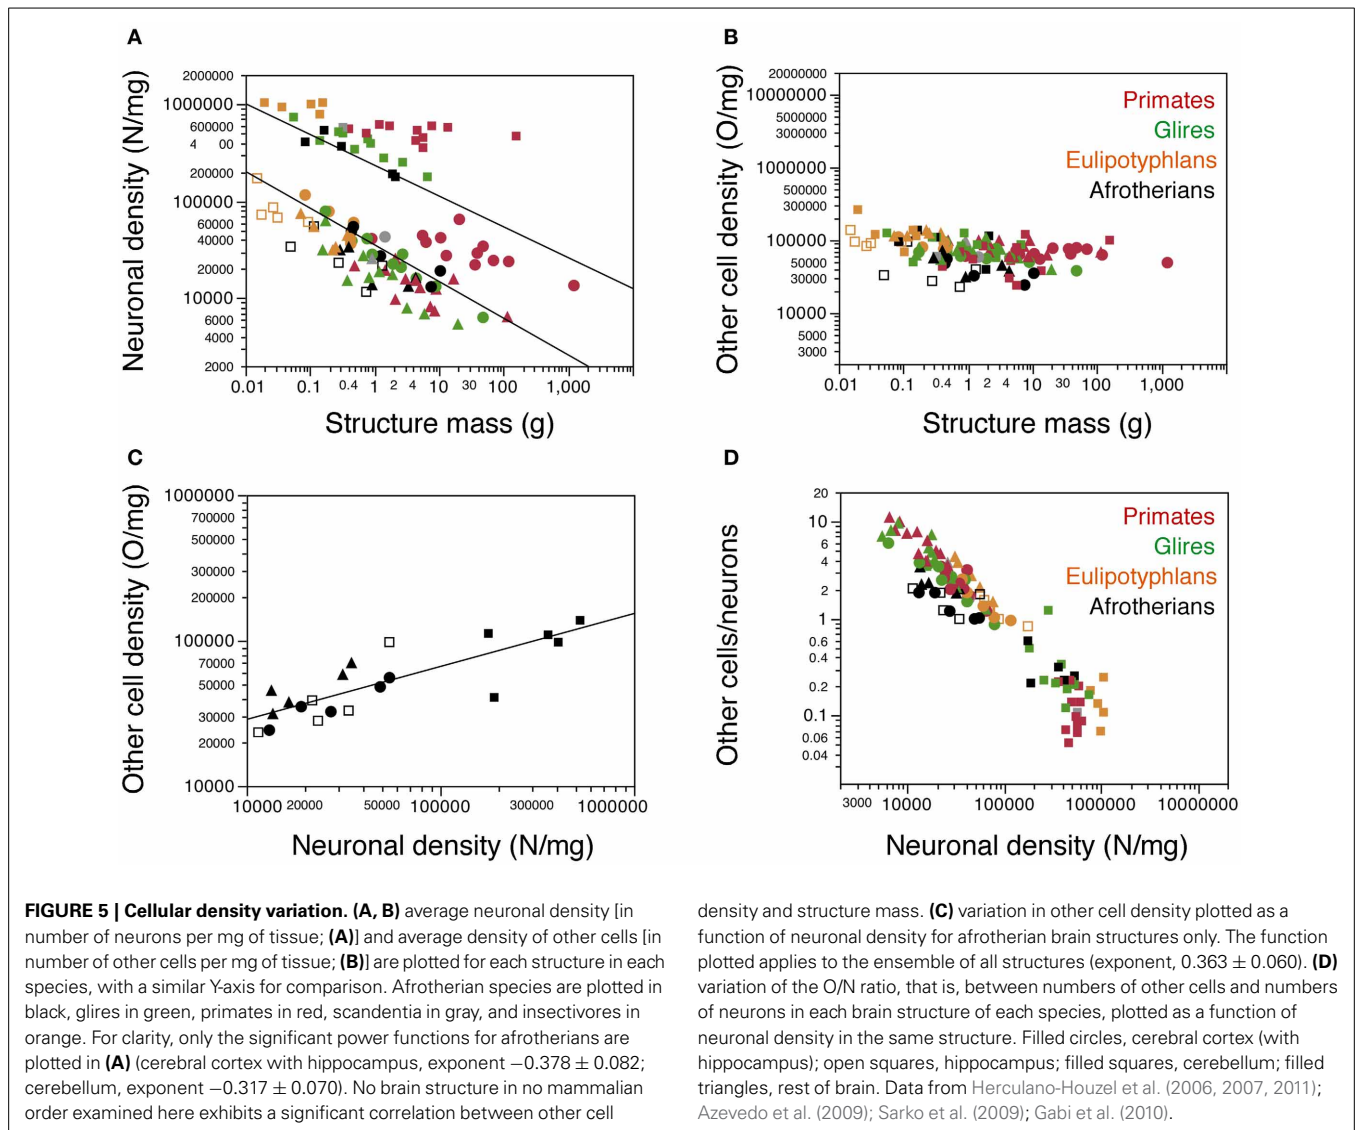 A
Neuronal density (N/mg)
2000000
1000000
600000
4 00
200000
100000
60000
40000
20000
10000
6000
4000
2000
0.01
0.1
0.4
1
2
4
10
30
100
1,000
Structure mass (g)
B
Other cell density (O/mg)
20000000
10000000
5000000
3000000
1000000
500000
300000
100000
50000
30000
10000
5000
3000
0.01
0.1
0.4
1
2
4
10
30
100
1,000
Structure mass (g)
Primates
Glires
Eulipotyphlans
Afrotherians
C
Other cell density (O/mg)
1000000
700000
500000
300000
200000
100000
70000
50000
30000
20000
10000
10000
20000
50000
100000
300000
1000000
Neuronal density (N/mg)
D
Other cells/neurons
20
10
6
4
2
1
0.6
0.4
0.2
0.1
0.06
0.04
3000
10000
100000
1000000
10000000
Neuronal density (N/mg)
Primates
Glires
Eulipotyphlans
Afrotherians
FIGURE 5 | Cellular density variation. (A, B) average neuronal density [in
number of neurons per mg of tissue; (A)] and average density of other cells [in
number of other cells per mg of tissue; (B)] are plotted for each structure in each
species, with a similar Y-axis for comparison. Afrotherian species are plotted in
black, glires in green, primates in red, scandentia in gray, and insectivores in
orange. For clarity, only the significant power functions for afrotherians are
plotted in (A) (cerebral cortex with hippocampus, exponent −0.378 ± 0.082;
cerebellum, exponent −0.317 ± 0.070). No brain structure in no mammalian
order examined here exhibits a significant correlation between other cell
density and structure mass. (C) variation in other cell density plotted as a
function of neuronal density for afrotherian brain structures only. The function
plotted applies to the ensemble of all structures (exponent, 0.363 ± 0.060). (D)
variation of the O/N ratio, that is, between numbers of other cells and numbers
of neurons in each brain structure of each species, plotted as a function of
neuronal density in the same structure. Filled circles, cerebral cortex (with
hippocampus); open squares, hippocampus; filled squares, cerebellum; filled
triangles, rest of brain. Data from Herculano-Houzel et al. (2006, 2007, 2011);
Azevedo et al. (2009); Sarko et al. (2009); Gabi et al. (2010).